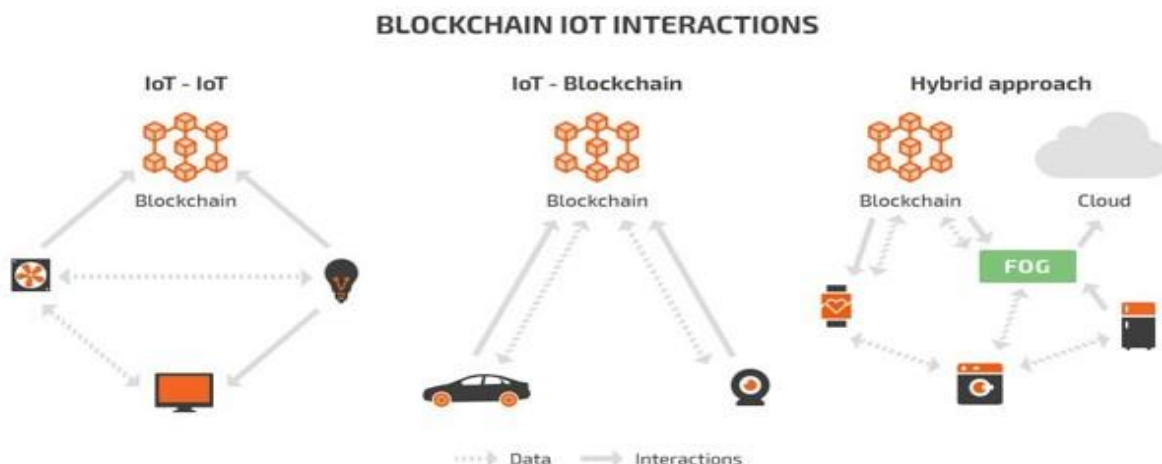 BLOCKCHAIN IOT INTERACTIONS
IoT - IoT
Blockchain
IoT - Blockchain
Blockchain
Hybrid approach
Blockchain
Cloud
FOG
Data
Interactions